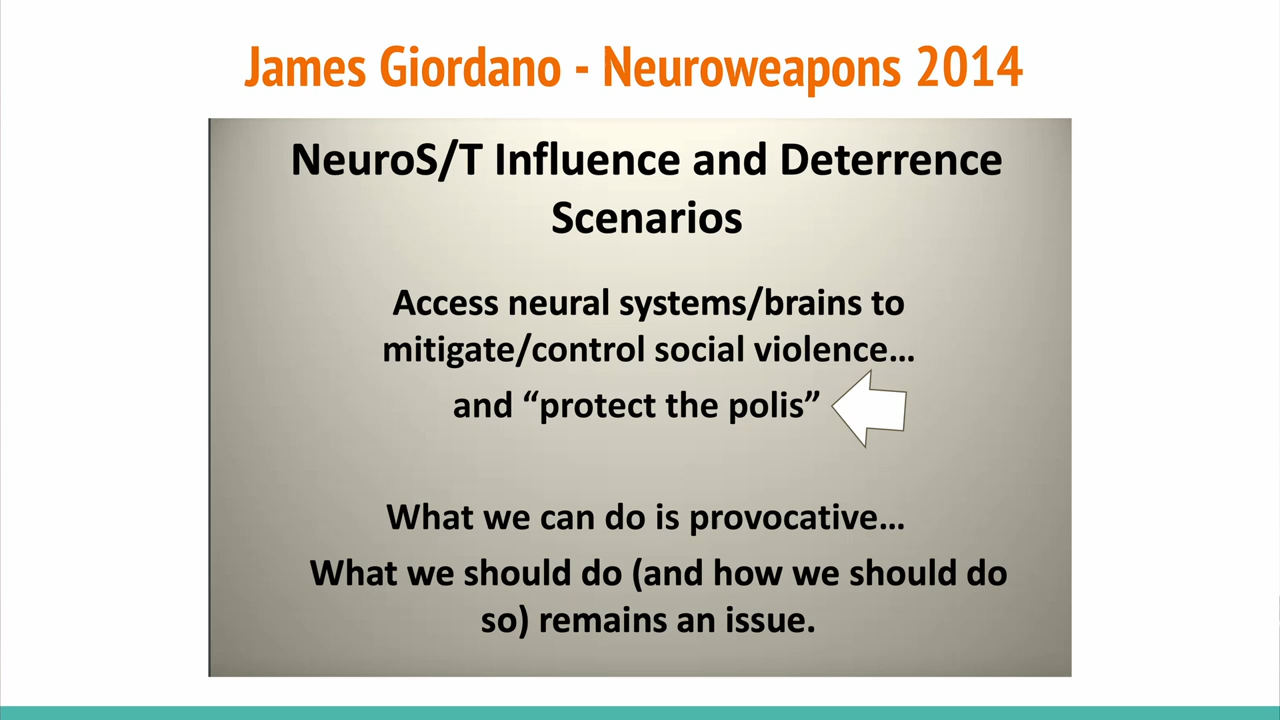 James Giordano - Neuroweapons 2014
NeuroS/T Influence and Deterrence
Scenarios
Access neural systems/brains to
mitigate/control social violence…
and “protect the polis”
What we can do is provocative…
What we should do (and how we should do
so) remains an issue.